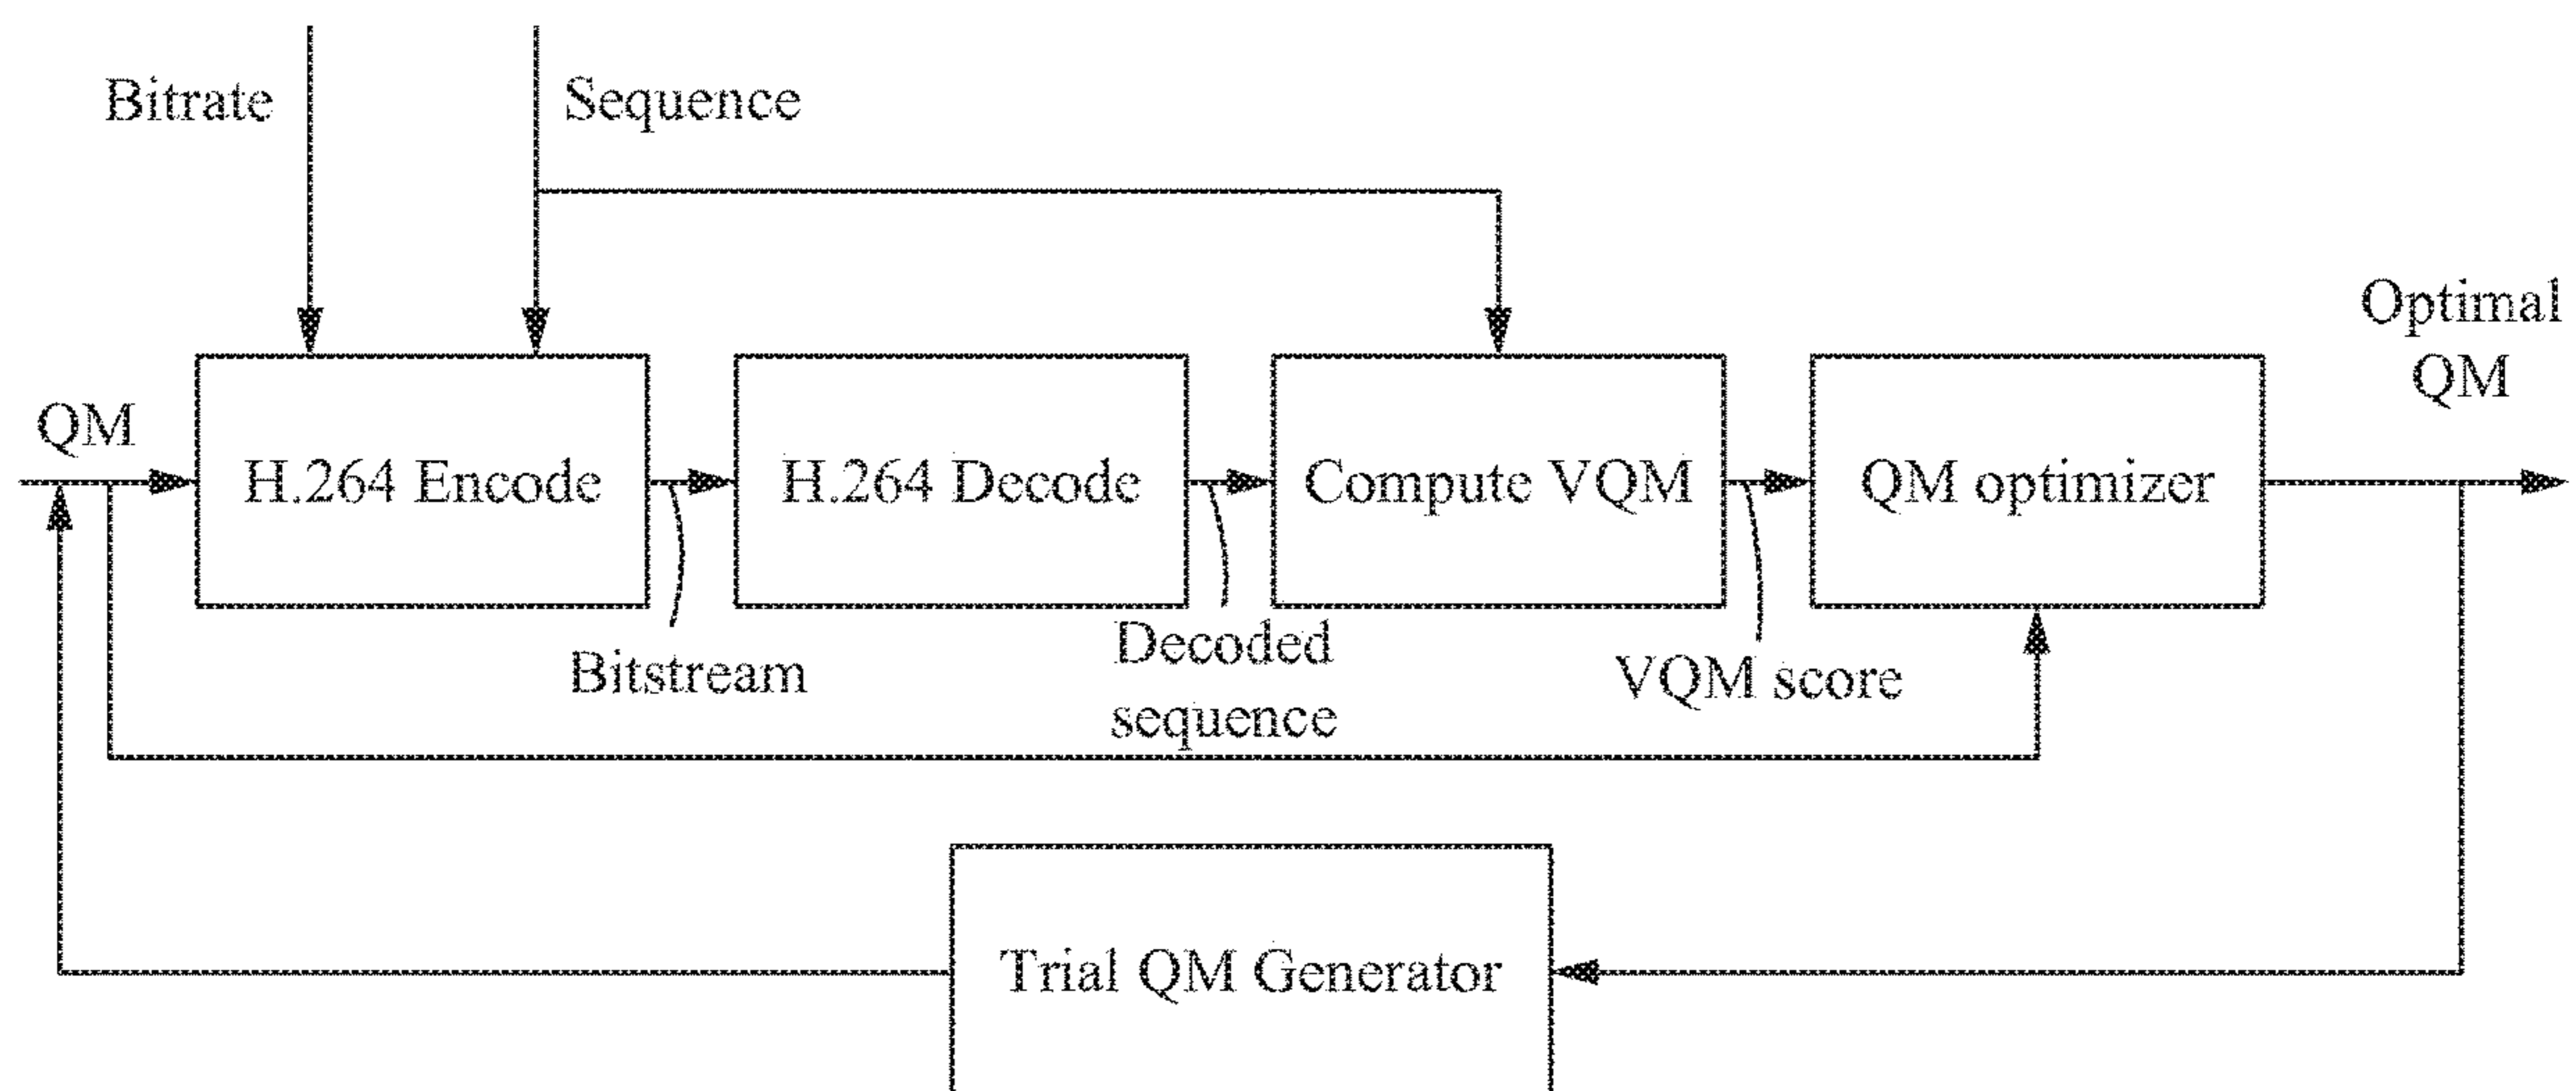 Bitrate
Sequence
Optimal
QM
QM
H.264 Encode
H.264 Decode
Compute VQM
QM optimizer
Bitstream
Decoded
sequence
VQM score
Trial QM Generator